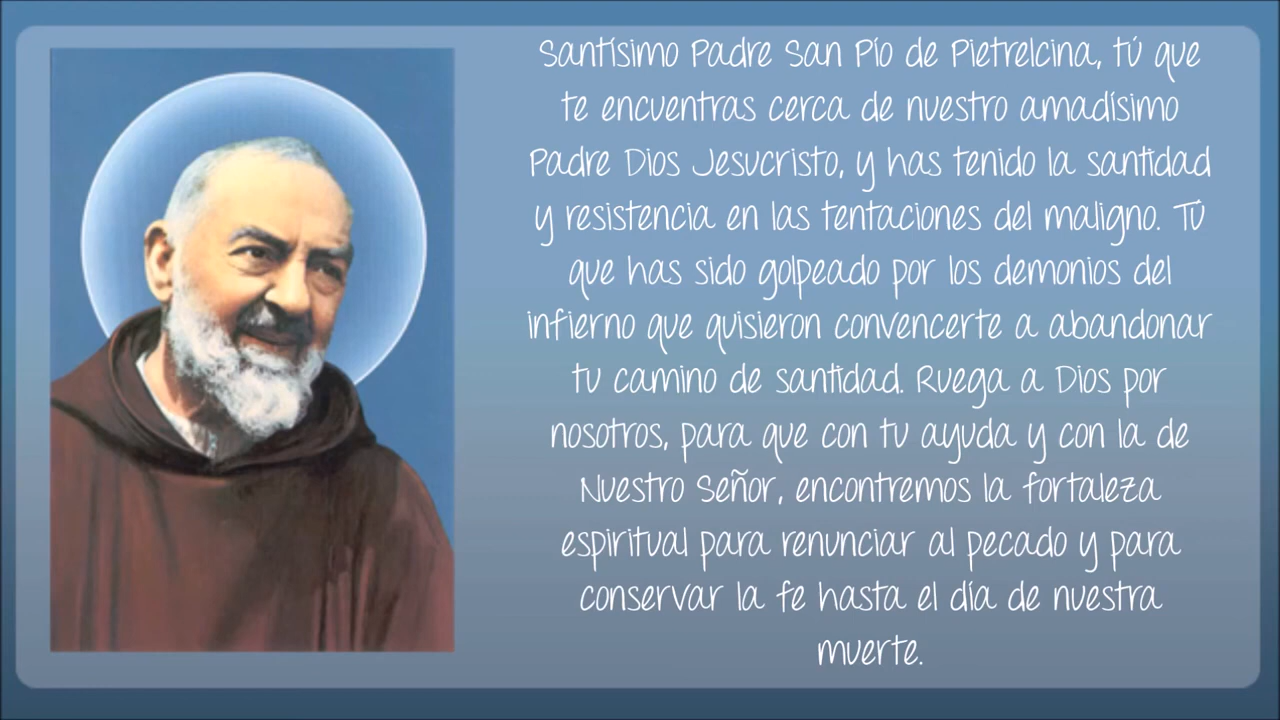 Santísimo Padre San Pío de Pietrelcina, tú que
te encuentras cerca de nuestro amadísimo
Padre Dios Jesucristo, y has tenido la santidad
y resistencia en las tentaciones del maligno. Tú
que has sido golpeado por los demonios del
infierno que quisieron convencerte a abandonar
tu camino de santidad. Ruega a Dios por
nosotros, para que con tu ayuda y con la de
Nuestro Señor, encontremos la fortaleza
espiritual para renunciar al pecado y para
conservar la fe hasta el día de nuestra
muerte.